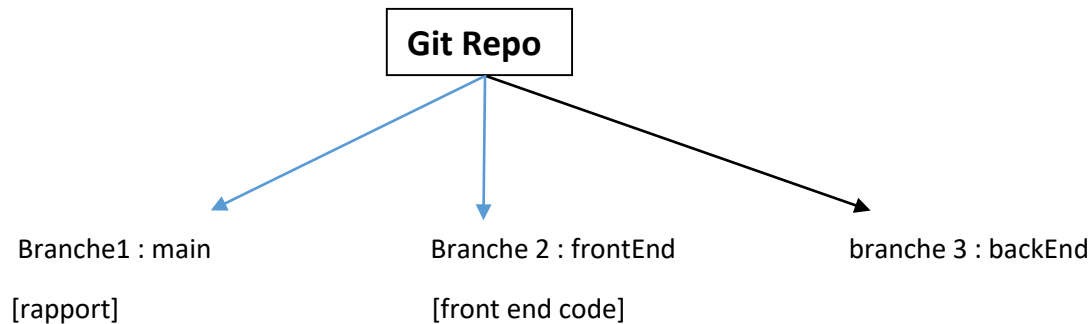 Git Repo
Branche1 : main
Branche 2 : frontEnd
branche 3 : backEnd
[rapport]
[front end code]